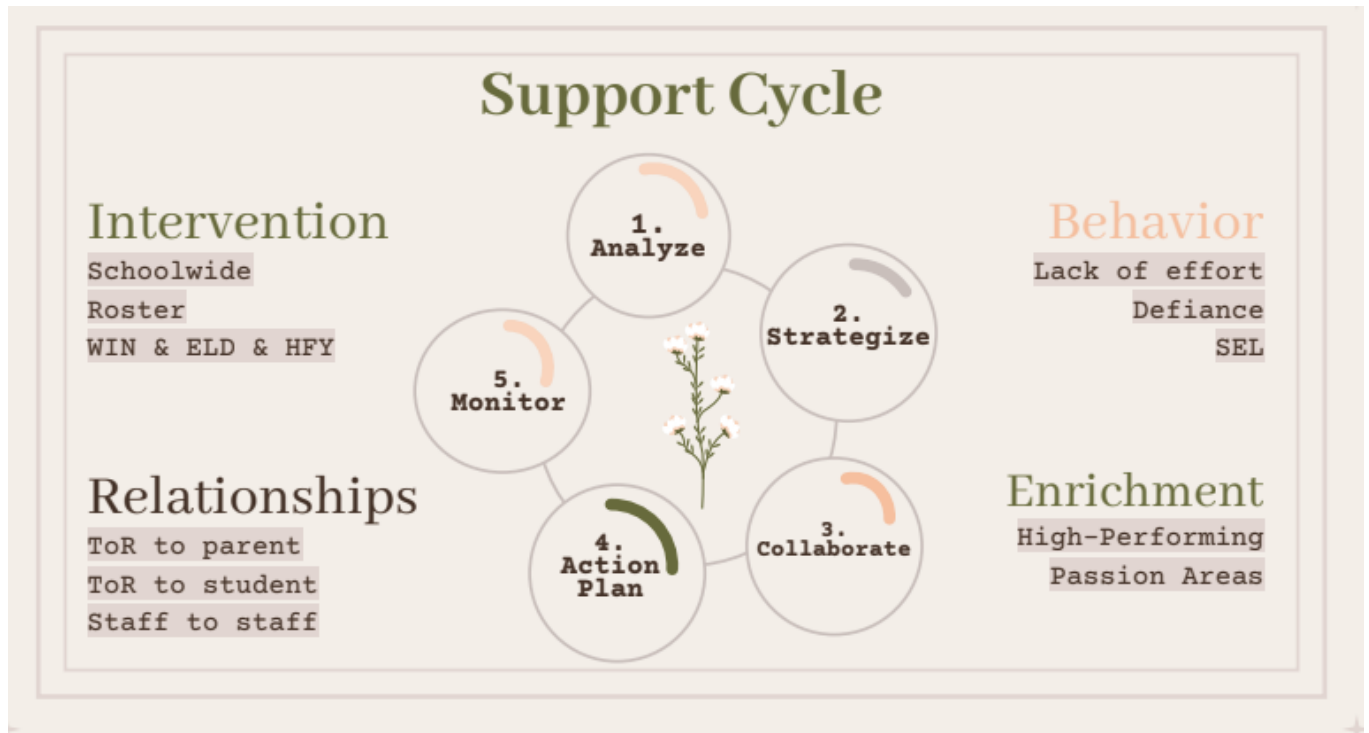 Support Cycle
Intervention
Schoolwide
Roster
WIN & ELD & HFY
Relationships
ToR to parent
ToR to student
Staff to staff
1.
Analyze
2.
Strategize
3.
Collaborate
4.
Action
Plan
5.
Monitor
Behavior
Lack of effort
Defiance
SEL
Enrichment
High-Performing
Passion Areas